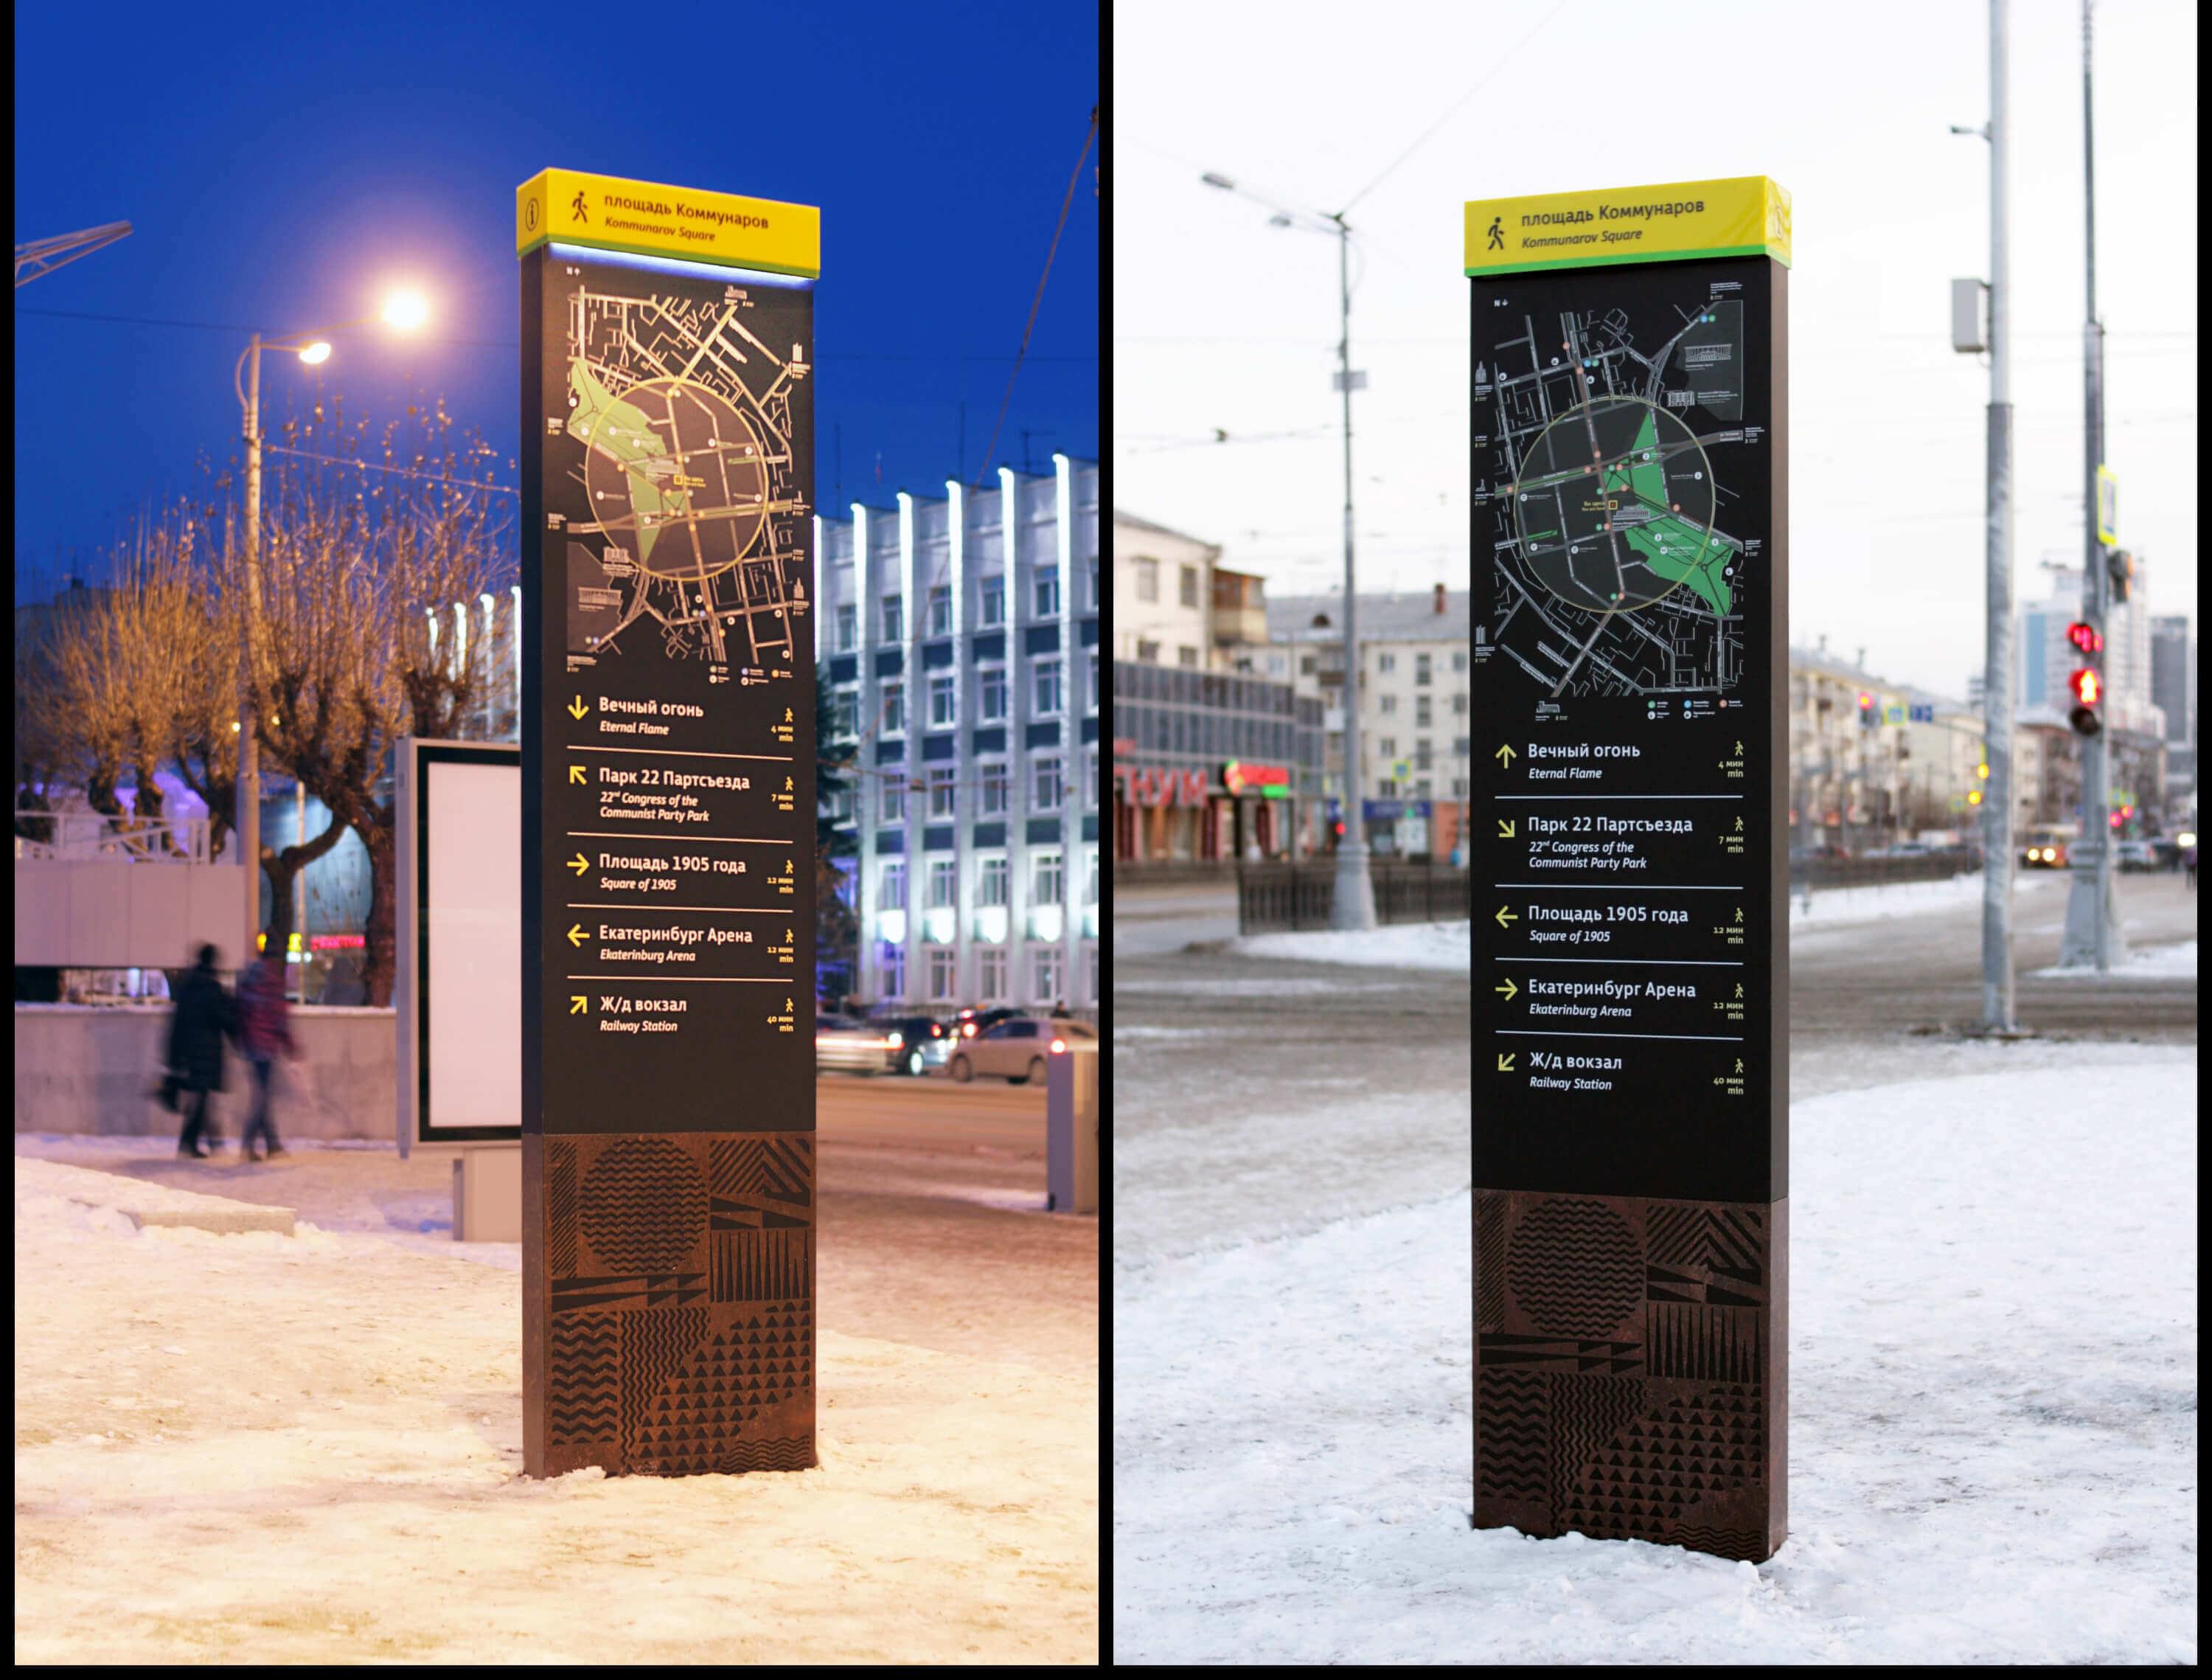 площадь Коммунаров
Kommunarov Square
N
Вечный огонь
Eternal Flame
4 мин
min
Парк 22 Партсъезда
22nd Congress of the
Communist Party Park
7 мин
min
Площадь 1905 года
Square of 1905
12 мин
min
Екатеринбург Арена
Ekaterinburg Arena
12 мин
min
Ж/д вокзал
Railway Station
40 мин
min
площадь Коммунаров
Kommunarov Square
N
Вечный огонь
Eternal Flame
4 мин
min
Парк 22 Партсъезда
22nd Congress of the
Communist Party Park
7 мин
min
Площадь 1905 года
Square of 1905
12 мин
min
Екатеринбург Арена
Ekaterinburg Arena
12 мин
min
Ж/д вокзал
Railway Station
40 мин
min